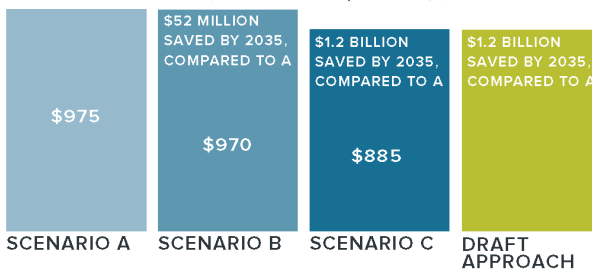 $52 MILLION
SAVED BY 2035,
COMPARED TO A
$1.2 BILLION
SAVED BY 2035,
COMPARED TO A
$1.2 BILLION
SAVED BY 2035,
COMPARED TO A
$975
$970
$885
SCENARIO A
SCENARIO B
SCENARIO C
DRAFT
APPROACH